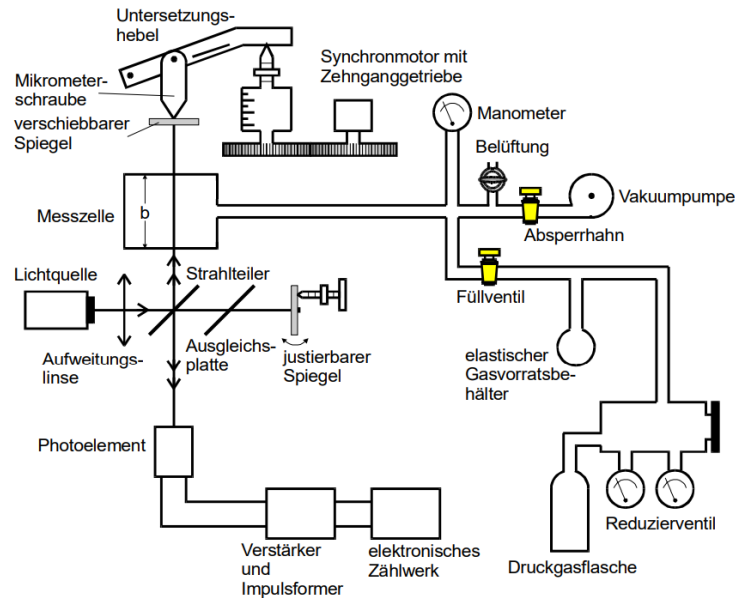 Untersetzungs-
hebel
Synchronmotor mit
Zehnganggetriebe
Mikrometer-
schraube
verschiebbarer
Spiegel
Manometer
Belüftung
Messzelle
b
Vakuumpumpe
Absperrhahn
Lichtquelle
Strahlteiler
Füllventil
Aufweitungs-
linse
Ausgleichs-
platte
justierbarer
Spiegel
elastischer
Gasvorratsbe-
hälter
Photoelement
Reduzierventil
Verstärker
und
Impulsformer
elektronisches
Zählwerk
Druckgasflasche